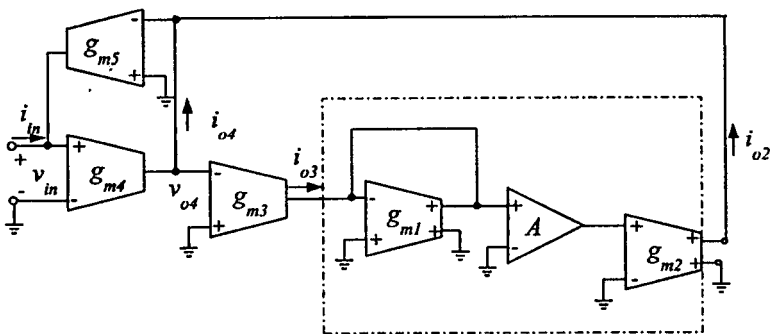 g_m5
- +
i_in
i_o4
i_o3
i_o2
+ v_in -
+ g_m4 -
v_o4
- g_m3 +
- g_m1 + + +
+ A -
+ g_m2 - + +